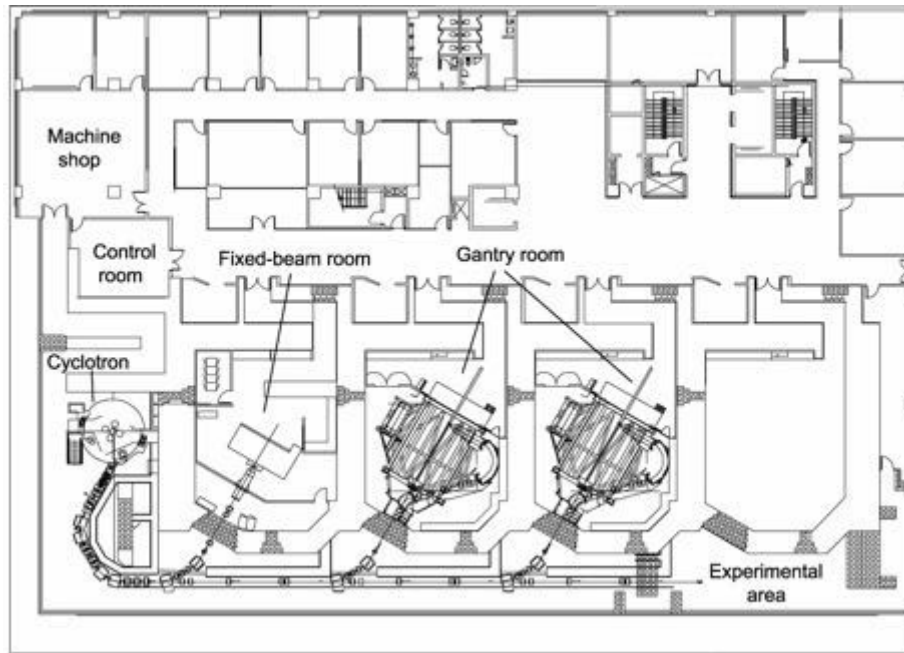 Machine
shop
Control
room
Fixed-beam room
Gantry room
Cyclotron
Experimental
area